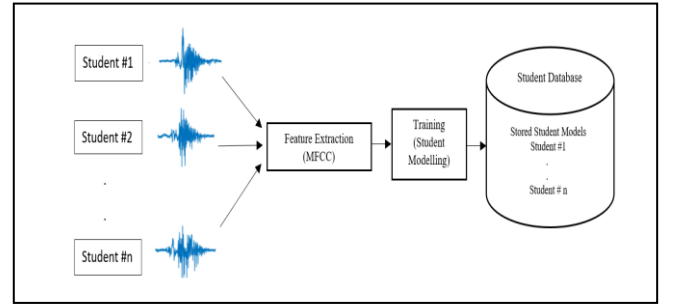 Student #1
Student #2
.
.
Student #n
Feature Extraction
(MFCC)
Training
(Student
Modelling)
Student Database
Stored Student Models
Student #1
.
.
Student # n